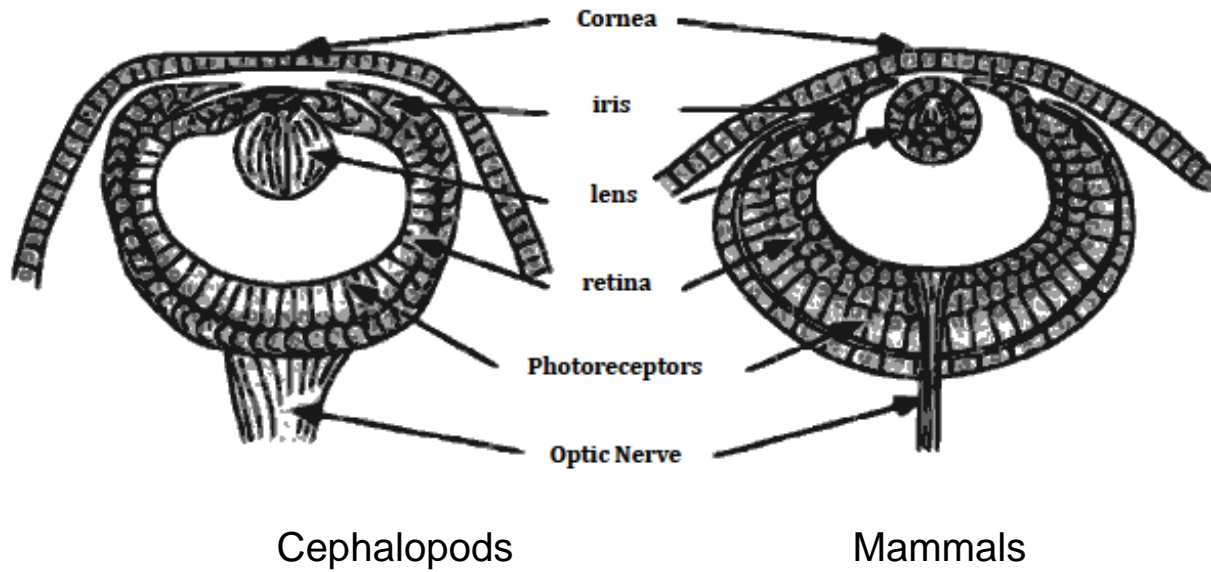 Cornea
iris
lens
retina
Photoreceptors
Optic Nerve
Cephalopods Mammals